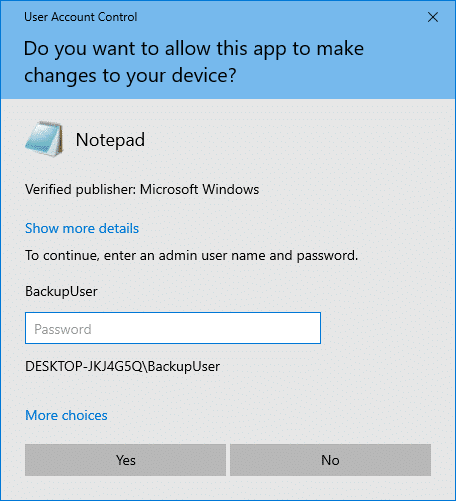 User Account Control
Do you want to allow this app to make
changes to your device?
Notepad
Verified publisher: Microsoft Windows
Show more details
To continue, enter an admin user name and password.
BackupUser
Password
DESKTOP-JKJ4G5Q\BackupUser
More choices
Yes
No